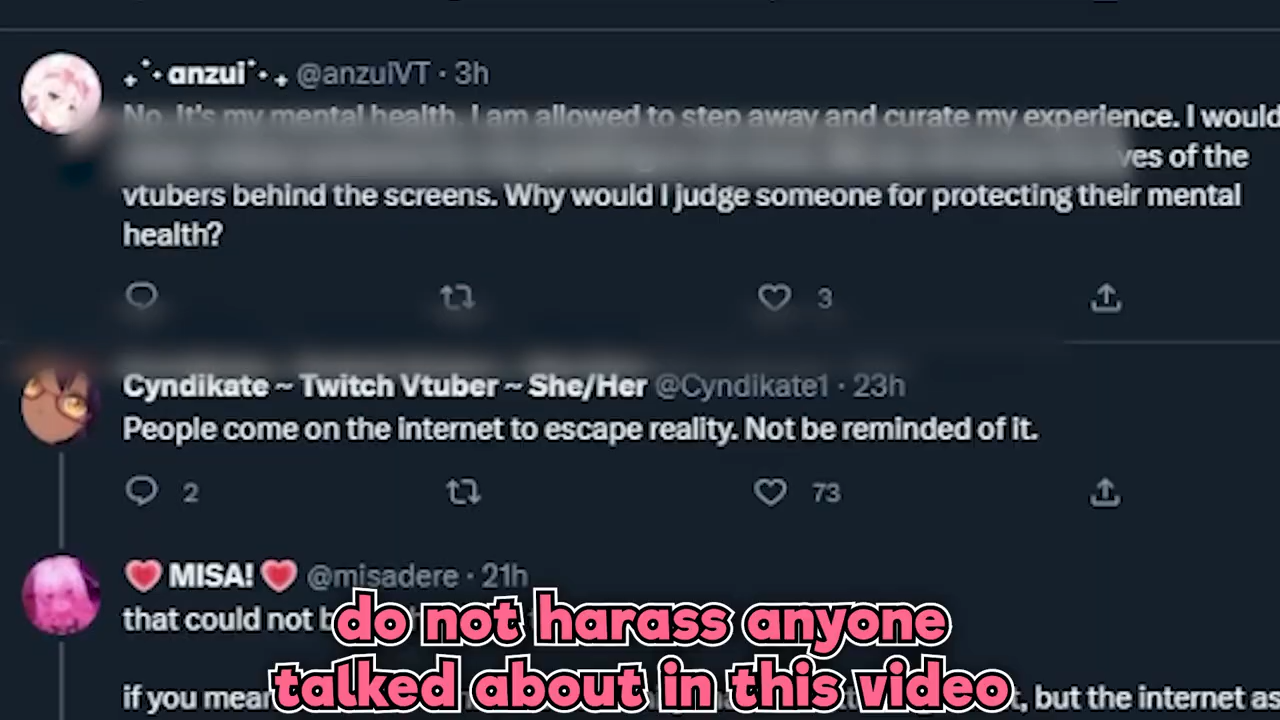 ₊˚· anzui˚· ₊ @anzuiVT · 3h
No. It's my mental health. I am allowed to step away and curate my experience. I would
ves of the
vtubers behind the screens. Why would I judge someone for protecting their mental
health?
3
Cyndikate ~ Twitch Vtuber ~ She/Her @Cyndikate1 · 23h
People come on the internet to escape reality. Not be reminded of it.
2 73
❤️ MISA! ❤️ @misadere · 21h
that could not b
do not harass anyone
if you mean , but the internet as
talked about in this video